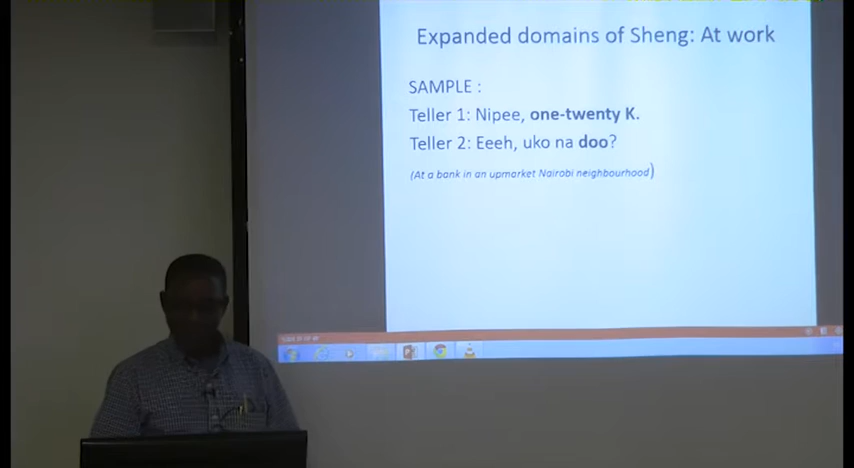 Expanded domains of Sheng: At work
SAMPLE :
Teller 1: Nipee, one-twenty K.
Teller 2: Eeeh, uko na doo?
(At a bank in an upmarket Nairobi neighbourhood)